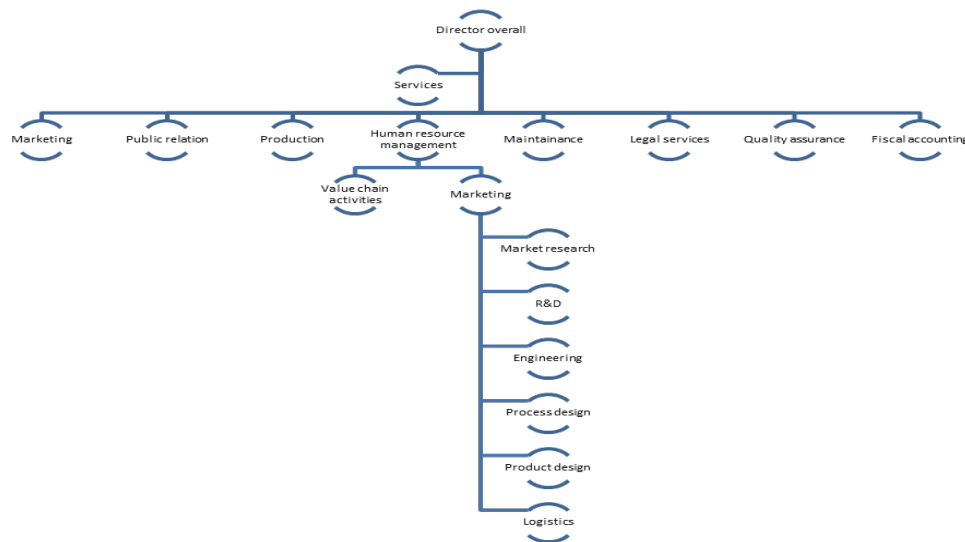 Director overall
Services
Marketing
Public relation
Production
Human resource
management
Maintainance
Legal services
Quality assurance
Fiscal accounting
Value chain
activities
Marketing
Market research
R&D
Engineering
Process design
Product design
Logistics